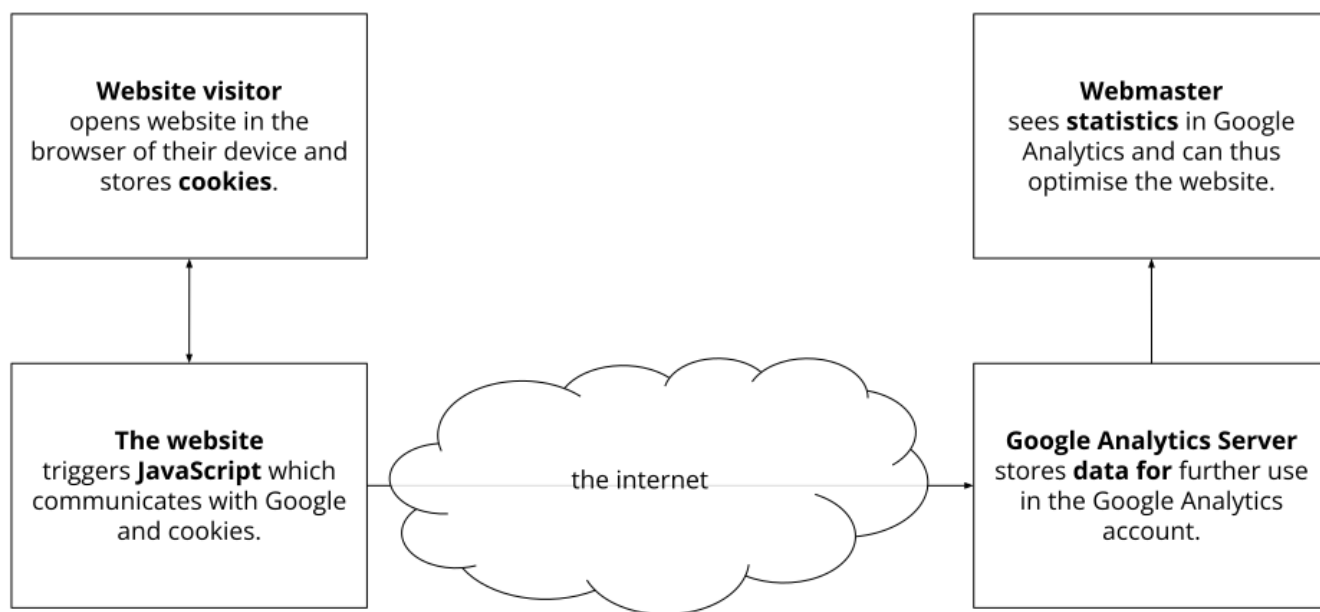 Website visitor
opens website in the
browser of their device and
stores cookies.
Webmaster
sees statistics in Google
Analytics and can thus
optimise the website.
The website
triggers JavaScript which
communicates with Google
and cookies.
the internet
Google Analytics Server
stores data for further use
in the Google Analytics
account.